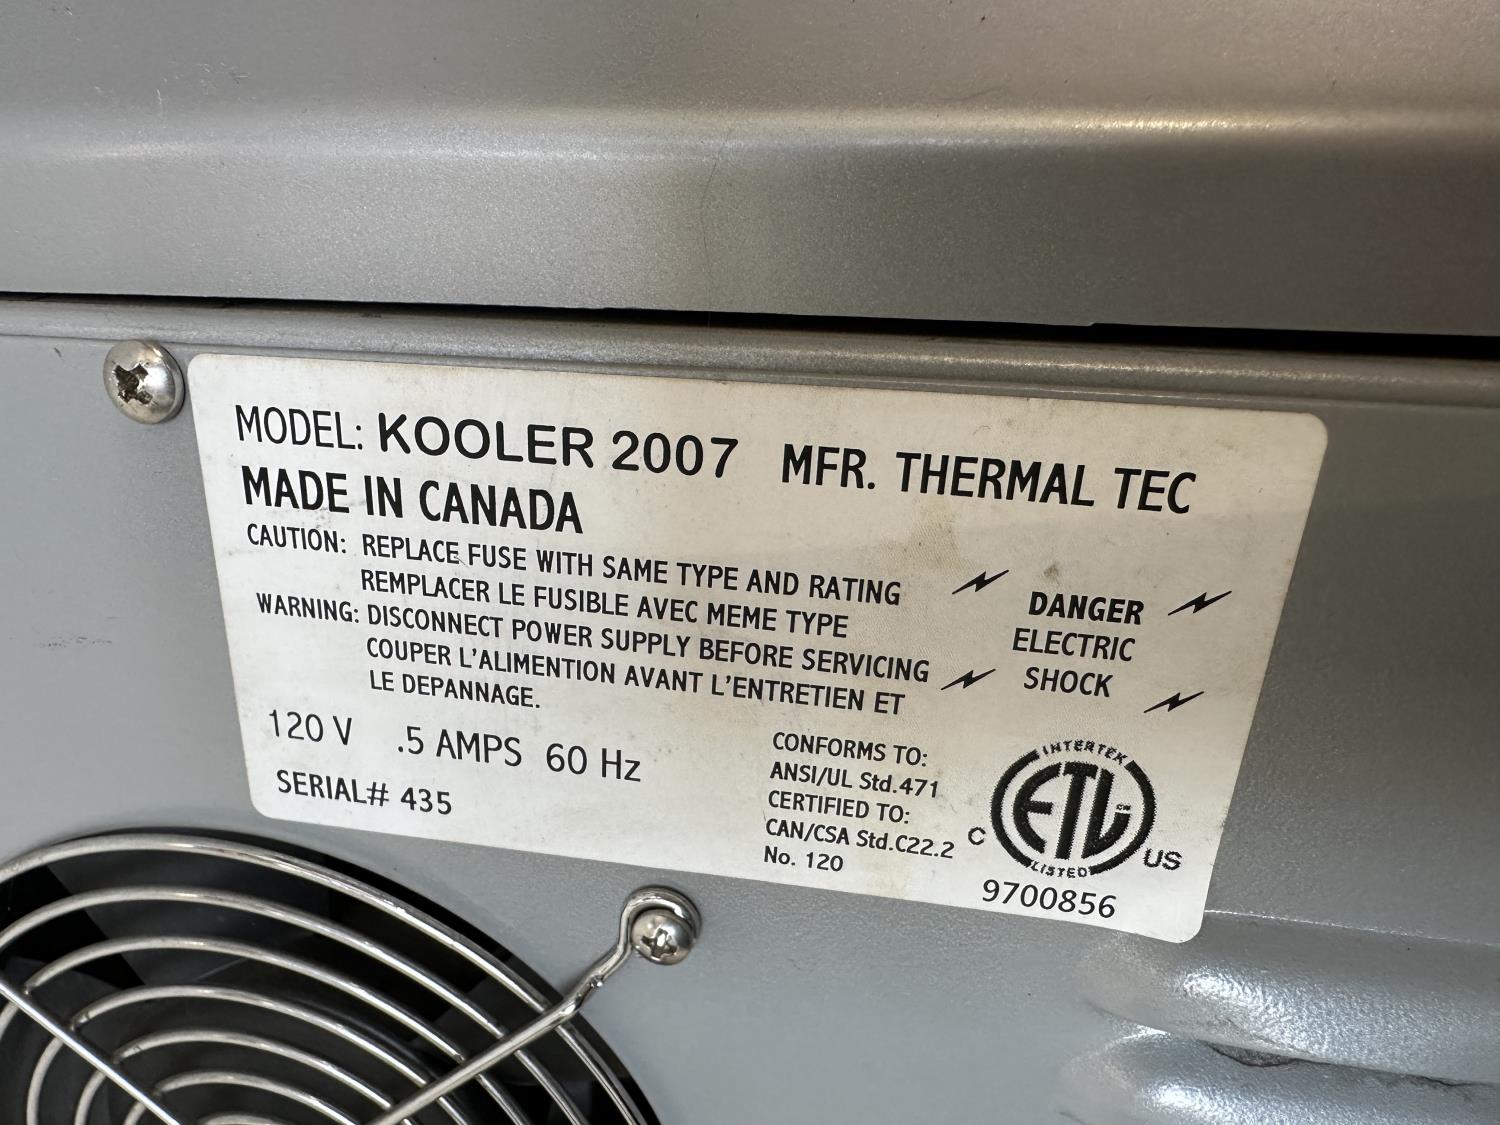 MODEL: KOOLER 2007 MFR. THERMAL TEC
MADE IN CANADA
CAUTION: REPLACE FUSE WITH SAME TYPE AND RATING
REMPLACER LE FUSIBLE AVEC MEME TYPE
WARNING: DISCONNECT POWER SUPPLY BEFORE SERVICING
COUPER L'ALIMENTION AVANT L'ENTRETIEN ET
LE DEPANNAGE.
DANGER
ELECTRIC
SHOCK
120 V .5 AMPS 60 Hz
SERIAL# 435
CONFORMS TO:
ANSI/UL Std.471
CERTIFIED TO:
CAN/CSA Std.C22.2
No. 120
INTERTEK
C ETL US
LISTED
9700856